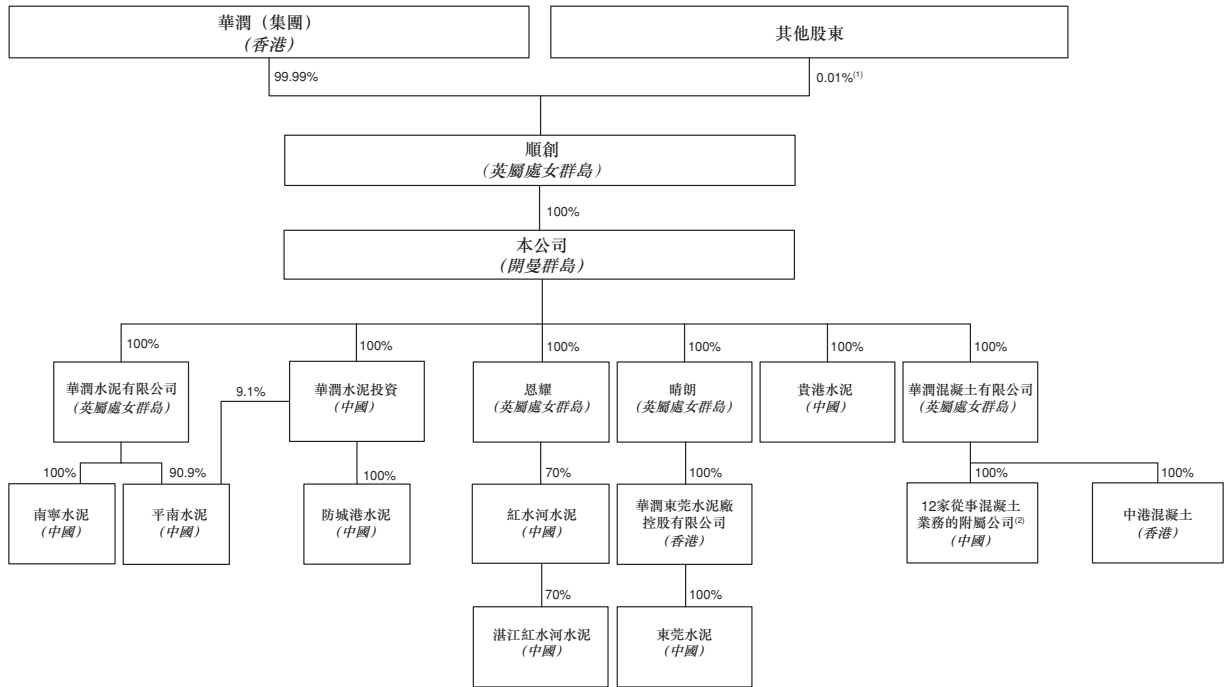 華潤（集團）
（香港）
其他股東
99.99%
0.01%(1)
順創
（英屬處女群島）
100%
本公司
（開曼群島）
100%
100%
100%
100%
100%
100%
華潤水泥有限公司
（英屬處女群島）
9.1%
華潤水泥投資
（中國）
恩耀
（英屬處女群島）
晴朗
（英屬處女群島）
貴港水泥
（中國）
華潤混凝土有限公司
（英屬處女群島）
100%
90.9%
100%
70%
100%
100%
100%
南寧水泥
（中國）
平南水泥
（中國）
防城港水泥
（中國）
紅水河水泥
（中國）
華潤東莞水泥廠
控股有限公司
（香港）
12家從事混凝土
業務的附屬公司(2)
（中國）
中港混凝土
（香港）
70%
100%
湛江紅水河水泥
（中國）
東莞水泥
（中國）